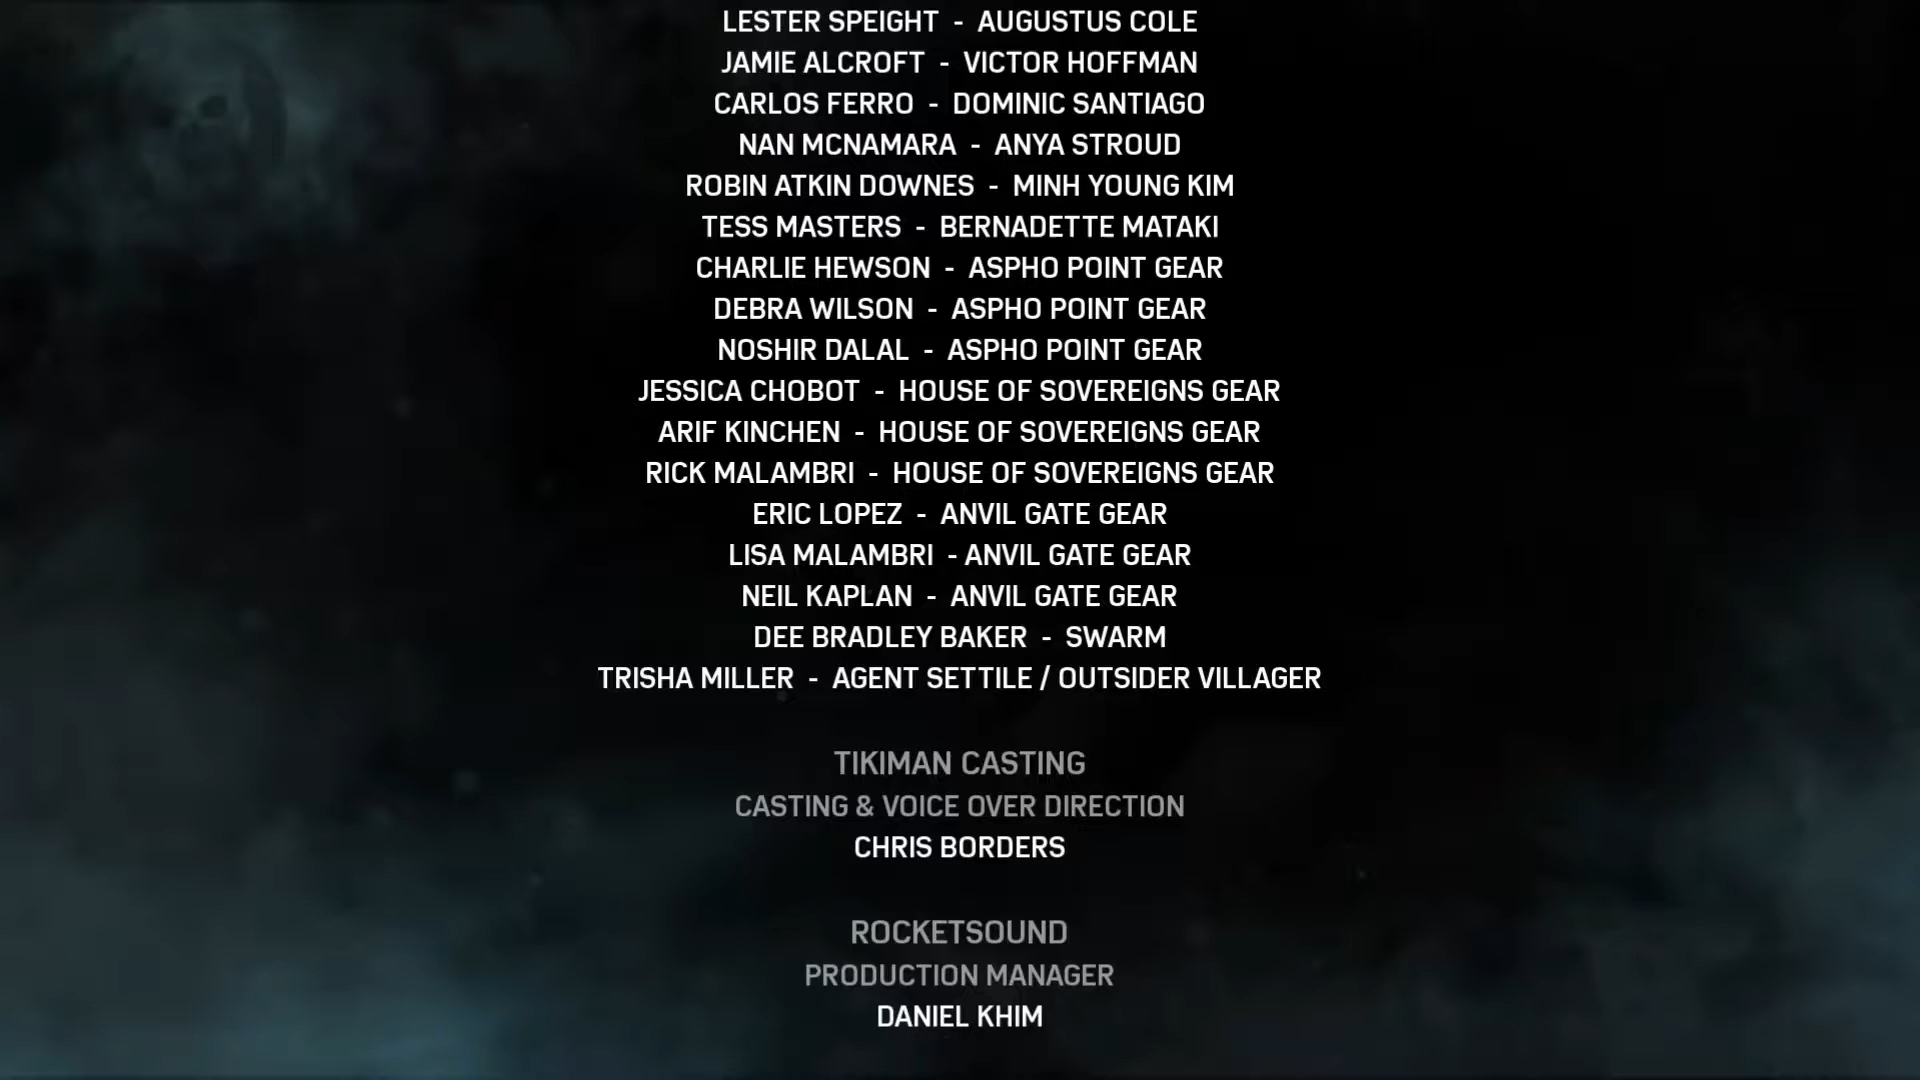 LESTER SPEIGHT - AUGUSTUS COLE
JAMIE ALCROFT - VICTOR HOFFMAN
CARLOS FERRO - DOMINIC SANTIAGO
NAN MCNAMARA - ANYA STROUD
ROBIN ATKIN DOWNES - MINH YOUNG KIM
TESS MASTERS - BERNADETTE MATAKI
CHARLIE HEWSON - ASPHO POINT GEAR
DEBRA WILSON - ASPHO POINT GEAR
NOSHIR DALAL - ASPHO POINT GEAR
JESSICA CHOBOT - HOUSE OF SOVEREIGNS GEAR
ARIF KINCHEN - HOUSE OF SOVEREIGNS GEAR
RICK MALAMBRI - HOUSE OF SOVEREIGNS GEAR
ERIC LOPEZ - ANVIL GATE GEAR
LISA MALAMBRI - ANVIL GATE GEAR
NEIL KAPLAN - ANVIL GATE GEAR
DEE BRADLEY BAKER - SWARM
TRISHA MILLER - AGENT SETTILE / OUTSIDER VILLAGER
TIKIMAN CASTING
CASTING & VOICE OVER DIRECTION
CHRIS BORDERS
ROCKETSOUND
PRODUCTION MANAGER
DANIEL KHIM